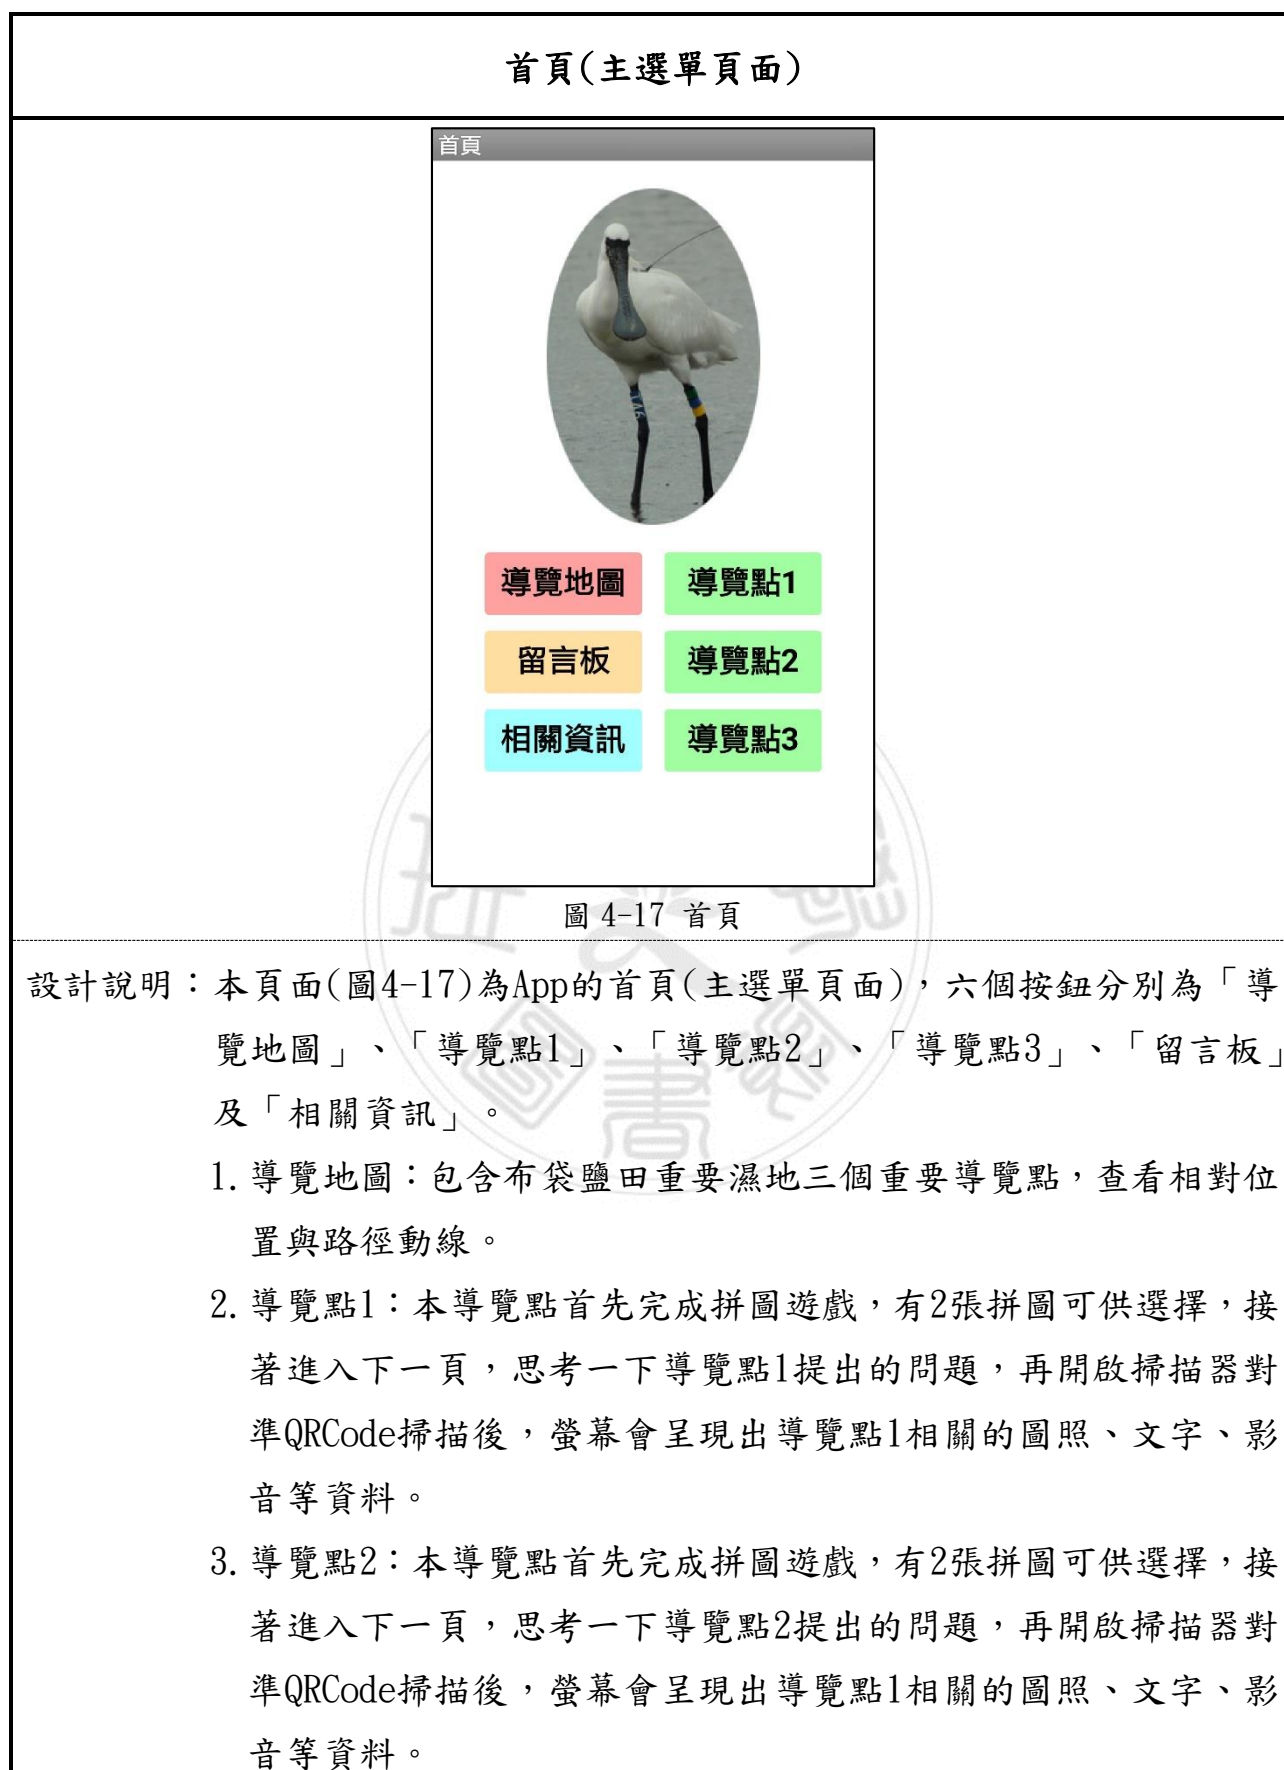 首頁(主選單頁面)
首頁
TA6
導覽地圖 導覽點1
留言板 導覽點2
相關資訊 導覽點3
圖 4-17 首頁
設計說明：本頁面(圖4-17)為App的首頁(主選單頁面)，六個按鈕分別為「導
覽地圖」、「導覽點1」、「導覽點2」、「導覽點3」、「留言板」
及「相關資訊」。
1. 導覽地圖：包含布袋鹽田重要濕地三個重要導覽點，查看相對位
置與路徑動線。
2. 導覽點1：本導覽點首先完成拼圖遊戲，有2張拼圖可供選擇，接
著進入下一頁，思考一下導覽點1提出的問題，再開啟掃描器對
準QRCode掃描後，螢幕會呈現出導覽點1相關的圖照、文字、影
音等資料。
3. 導覽點2：本導覽點首先完成拼圖遊戲，有2張拼圖可供選擇，接
著進入下一頁，思考一下導覽點2提出的問題，再開啟掃描器對
準QRCode掃描後，螢幕會呈現出導覽點1相關的圖照、文字、影
音等資料。